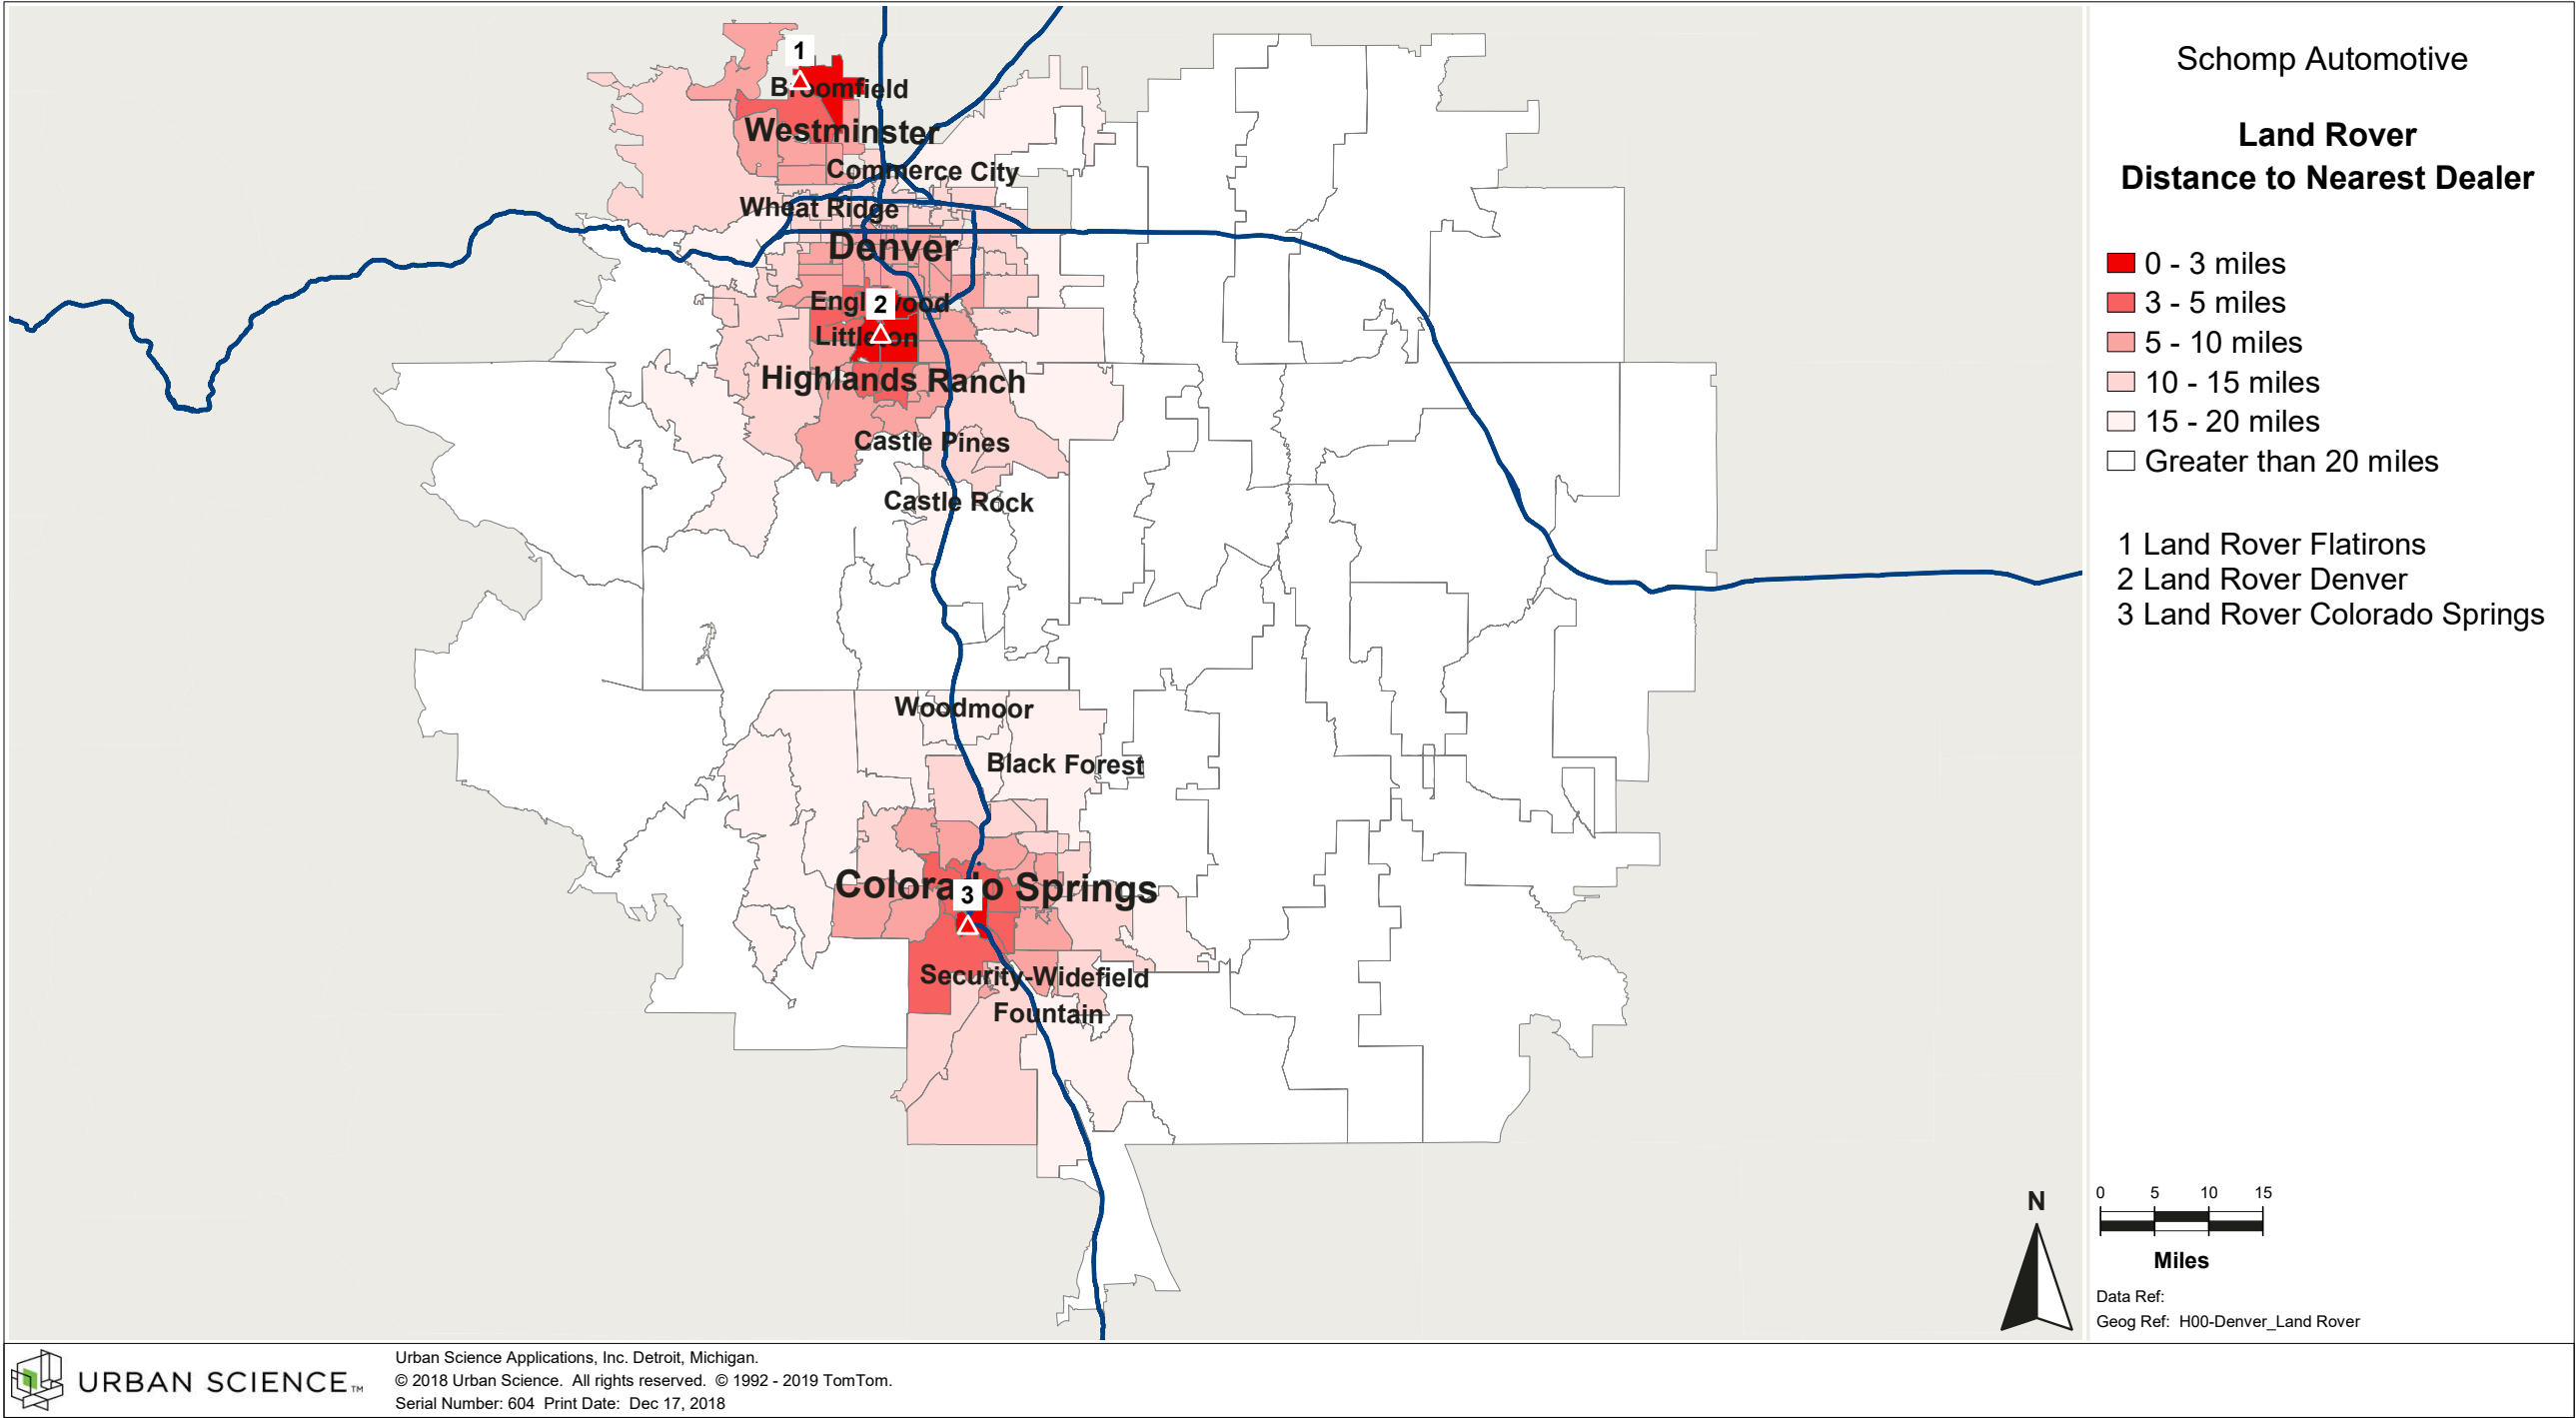 1
Broomfield
Westminster
Commerce City
Wheat Ridge
Denver
2
Littleton
Highlands Ranch
Castle Pines
Castle Rock
Woodmoor
Black Forest
Colorado Springs
3
Security-Widefield
Fountain
N
Schomp Automotive
Land Rover
Distance to Nearest Dealer
0 - 3 miles
3 - 5 miles
5 - 10 miles
10 - 15 miles
15 - 20 miles
Greater than 20 miles
1 Land Rover Flatirons
2 Land Rover Denver
3 Land Rover Colorado Springs
0 5 10 15
Miles
Data Ref:
Geog Ref: H00-Denver_Land Rover
URBAN SCIENCE™
Urban Science Applications, Inc. Detroit, Michigan.
© 2018 Urban Science. All rights reserved. © 1992 - 2019 TomTom.
Serial Number: 604 Print Date: Dec 17, 2018